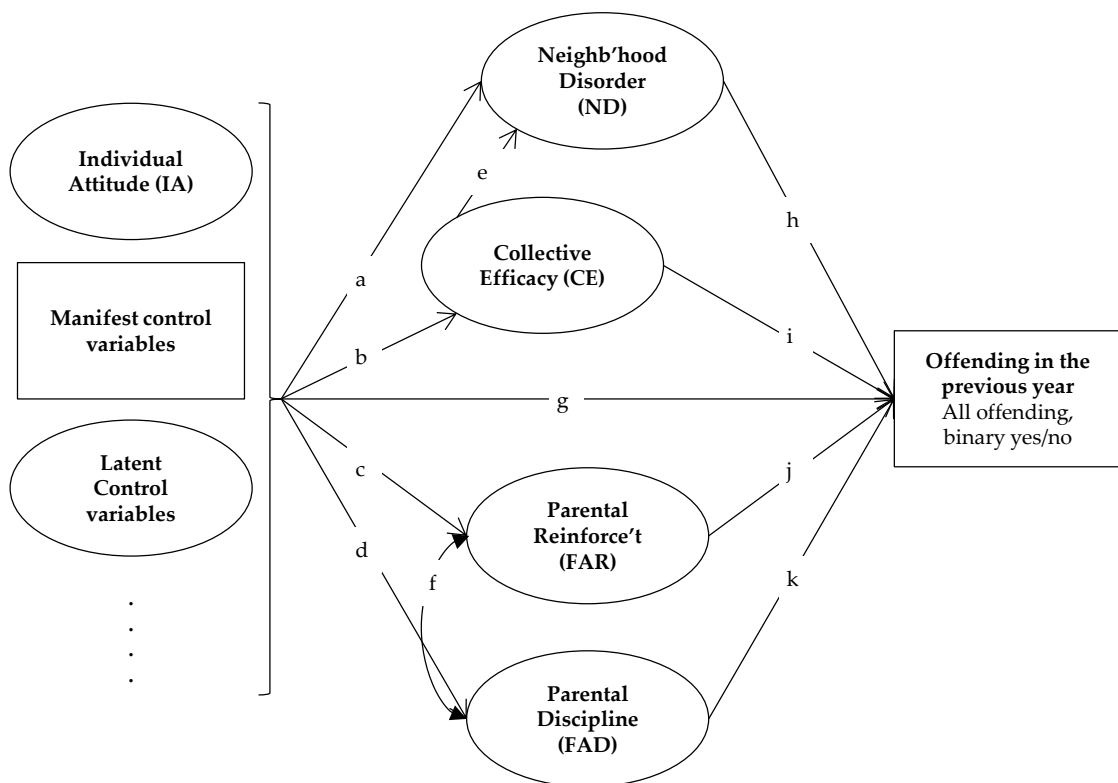 Individual
Attitude (IA)
Manifest control
variables
Latent
Control
variables
.
.
.
.
a
b
c
d
e
f
g
Neighb’hood
Disorder
(ND)
Collective
Efficacy (CE)
Parental
Reinforce’t
(FAR)
Parental
Discipline
(FAD)
h
i
j
k
Offending in the
previous year
All offending,
binary yes/no